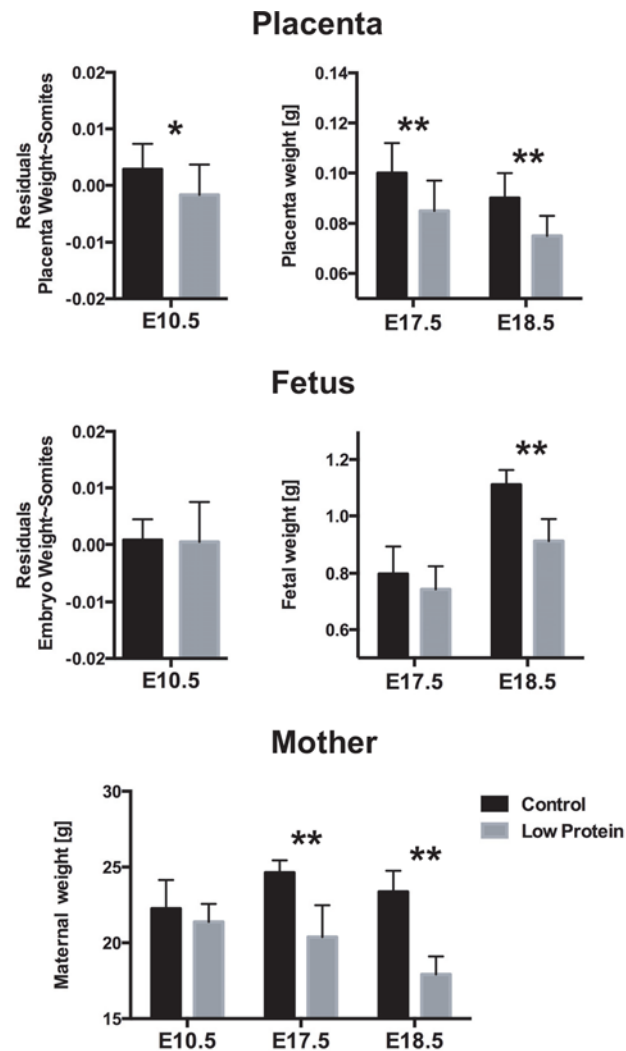 Placenta
Residuals
Placenta Weight~Somites
0.02
0.01
0.00
-0.01
-0.02
*
E10.5
Placenta weight [g]
0.14
0.12
0.10
0.08
0.06
**
**
E17.5
E18.5
Fetus
Residuals
Embryo Weight~Somites
0.02
0.01
0.00
-0.01
-0.02
E10.5
Fetal weight [g]
1.2
1.0
0.8
0.6
**
E17.5
E18.5
Mother
Maternal weight [g]
30
25
20
15
**
**
E10.5
E17.5
E18.5
Control
Low Protein